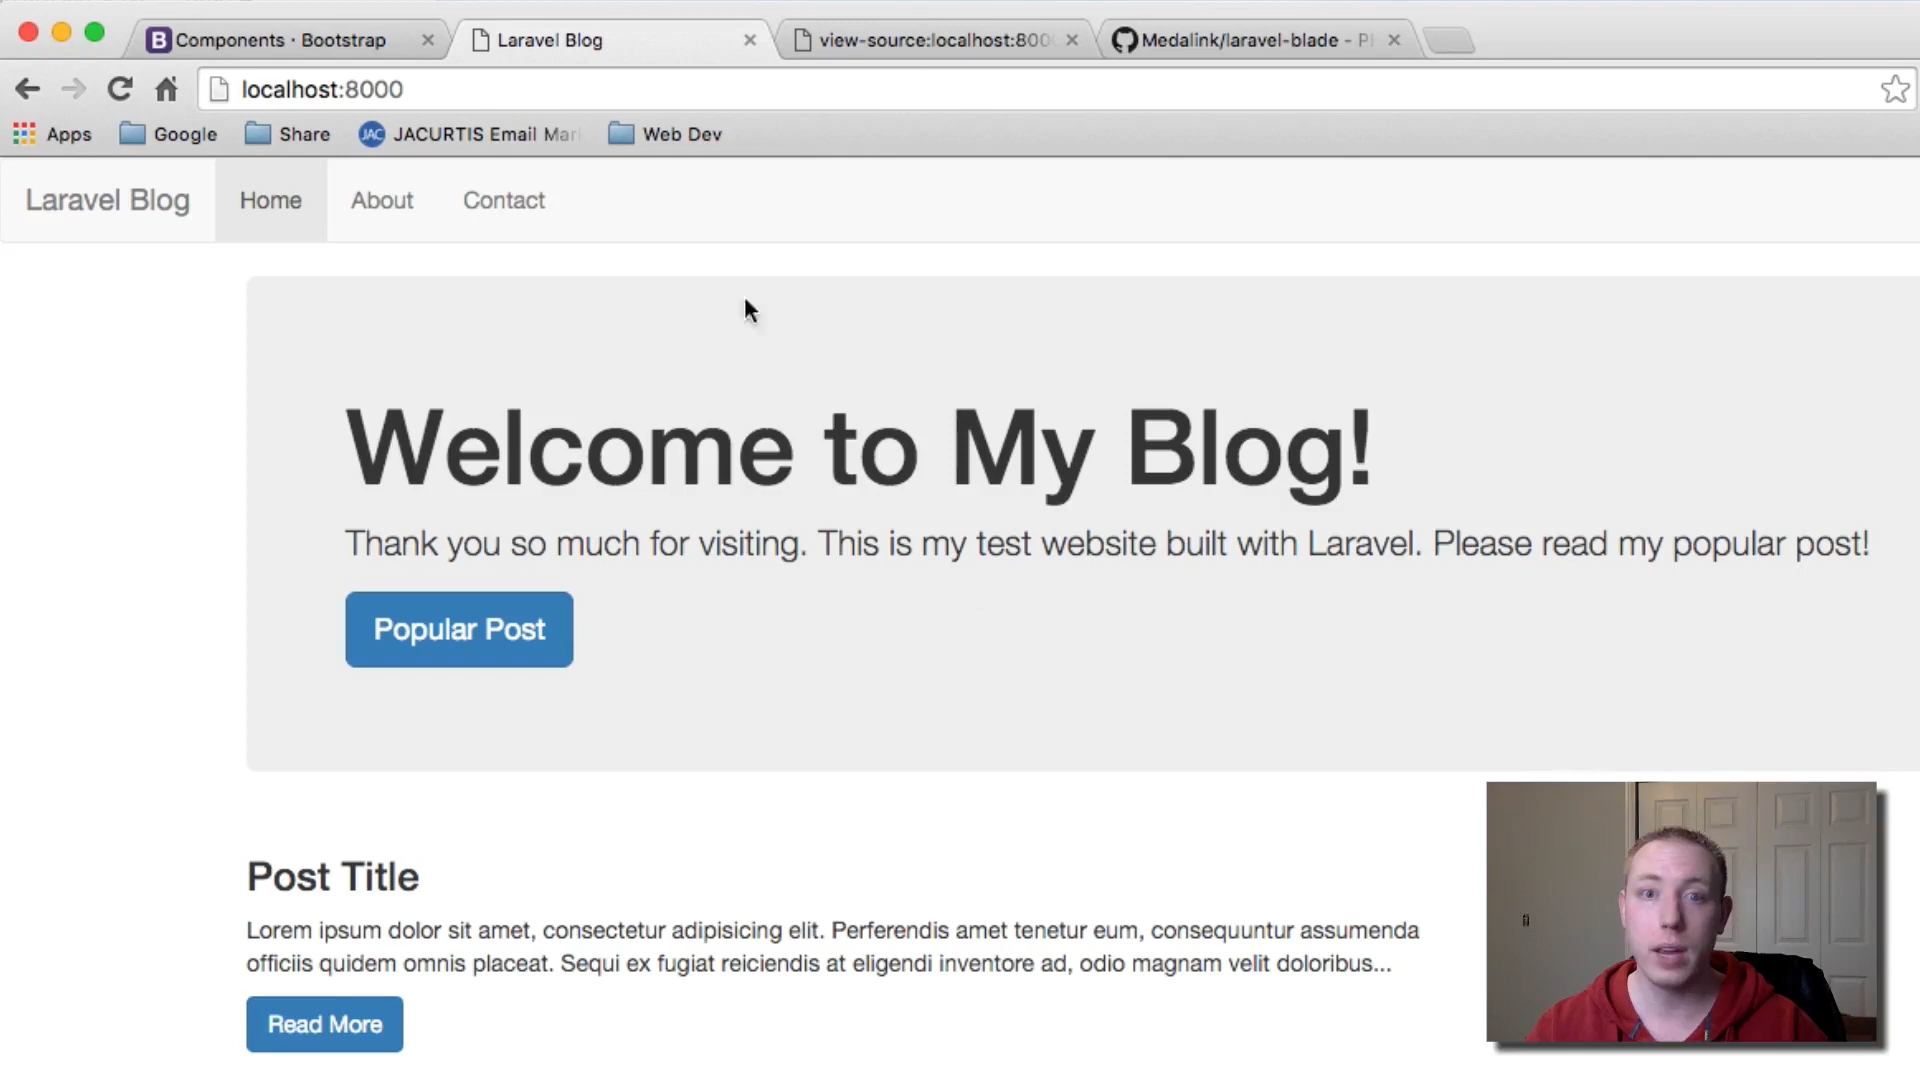 Components · Bootstrap
Laravel Blog
view-source:localhost:800
Medalink/laravel-blade - P
localhost:8000
Apps
Google
Share
JAC
JACURTIS Email Mar
Web Dev
Laravel Blog
Home
About
Contact
Welcome to My Blog!
Thank you so much for visiting. This is my test website built with Laravel. Please read my popular post!
Popular Post
Post Title
Lorem ipsum dolor sit amet, consectetur adipisicing elit. Perferendis amet tenetur eum, consequuntur assumenda
officiis quidem omnis placeat. Sequi ex fugiat reiciendis at eligendi inventore ad, odio magnam velit doloribus...
Read More